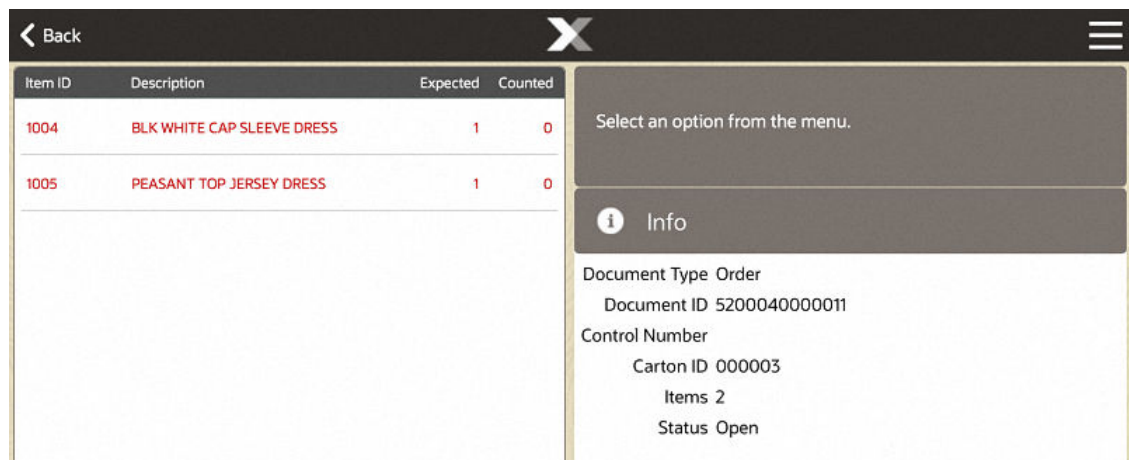 Back
Item ID Description Expected Counted
1004 BLK WHITE CAP SLEEVE DRESS 1 0
1005 PEASANT TOP JERSEY DRESS 1 0
Select an option from the menu.
Info
Document Type Order
Document ID 5200040000011
Control Number
Carton ID 000003
Items 2
Status Open